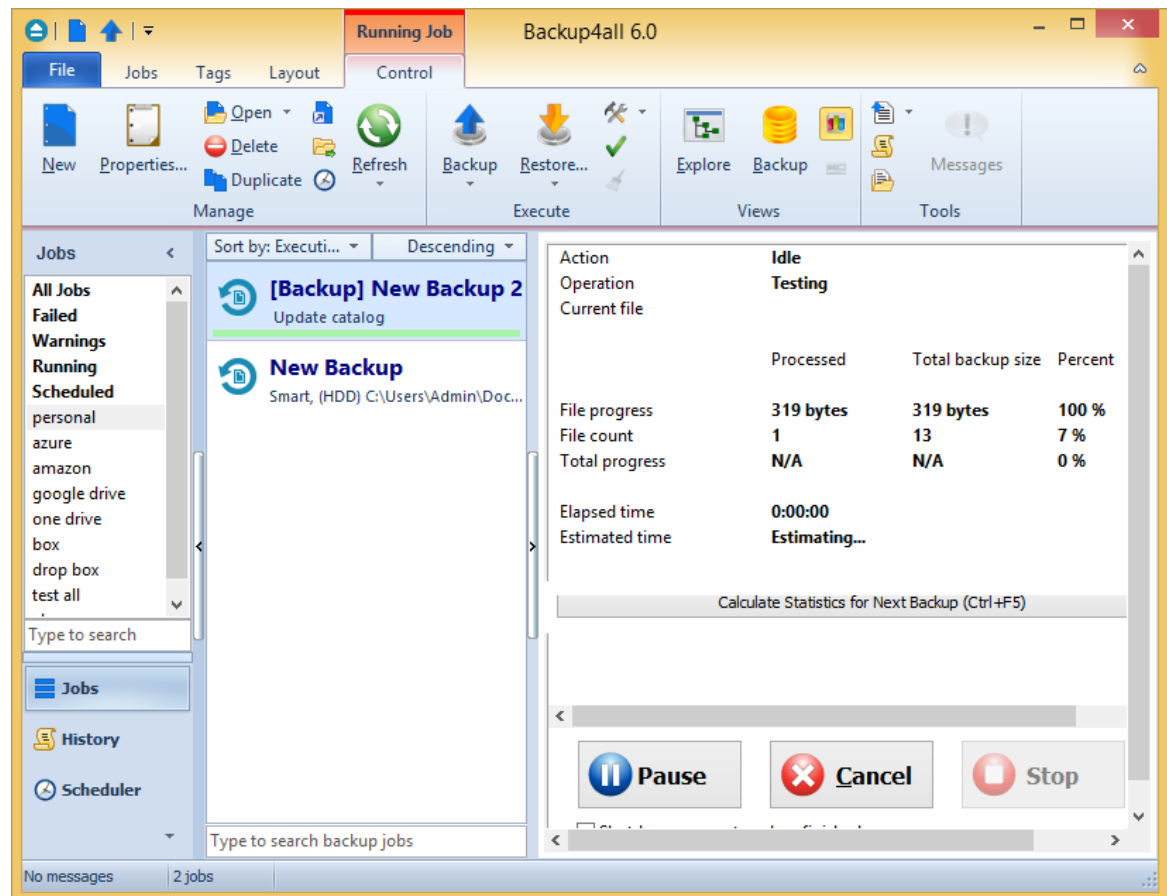 Running Job
Backup4all 6.0
File
Jobs
Tags
Layout
Control
New
Properties...
Open
Delete
Duplicate
Refresh
Manage
Backup
Restore...
Execute
Explore
Backup
Views
Messages
Tools
Jobs
All Jobs
Failed
Warnings
Running
Scheduled
personal
azure
amazon
google drive
one drive
box
drop box
test all
Type to search
Jobs
History
Scheduler
Sort by: Executi...
Descending
[Backup] New Backup 2
Update catalog
New Backup
Smart, (HDD) C:\Users\Admin\Doc...
Type to search backup jobs
Action Idle
Operation Testing
Current file
Processed Total backup size Percent
File progress 319 bytes 319 bytes 100 %
File count 1 13 7 %
Total progress N/A N/A 0 %
Elapsed time 0:00:00
Estimated time Estimating...
Calculate Statistics for Next Backup (Ctrl+F5)
Pause
Cancel
Stop
No messages
2 jobs